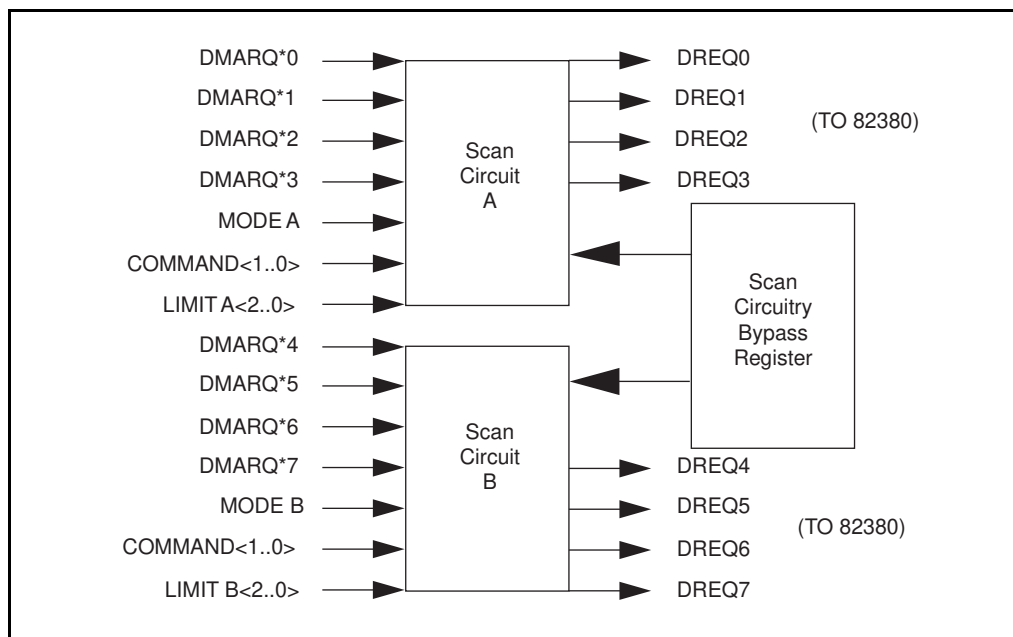 DMARQ*0
DMARQ*1
DMARQ*2
DMARQ*3
MODE A
COMMAND<1..0>
LIMIT A<2..0>
Scan
Circuit
A
DREQ0
DREQ1
DREQ2
DREQ3
(TO 82380)
Scan
Circuitry
Bypass
Register
DMARQ*4
DMARQ*5
DMARQ*6
DMARQ*7
MODE B
COMMAND<1..0>
LIMIT B<2..0>
Scan
Circuit
B
DREQ4
DREQ5
DREQ6
DREQ7
(TO 82380)